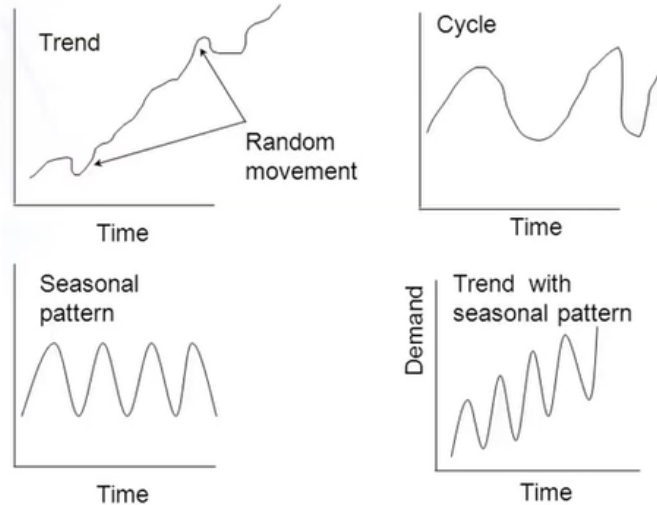 Trend
Random
movement
Time
Cycle
Time
Seasonal
pattern
Time
Trend with
seasonal pattern
Demand
Time